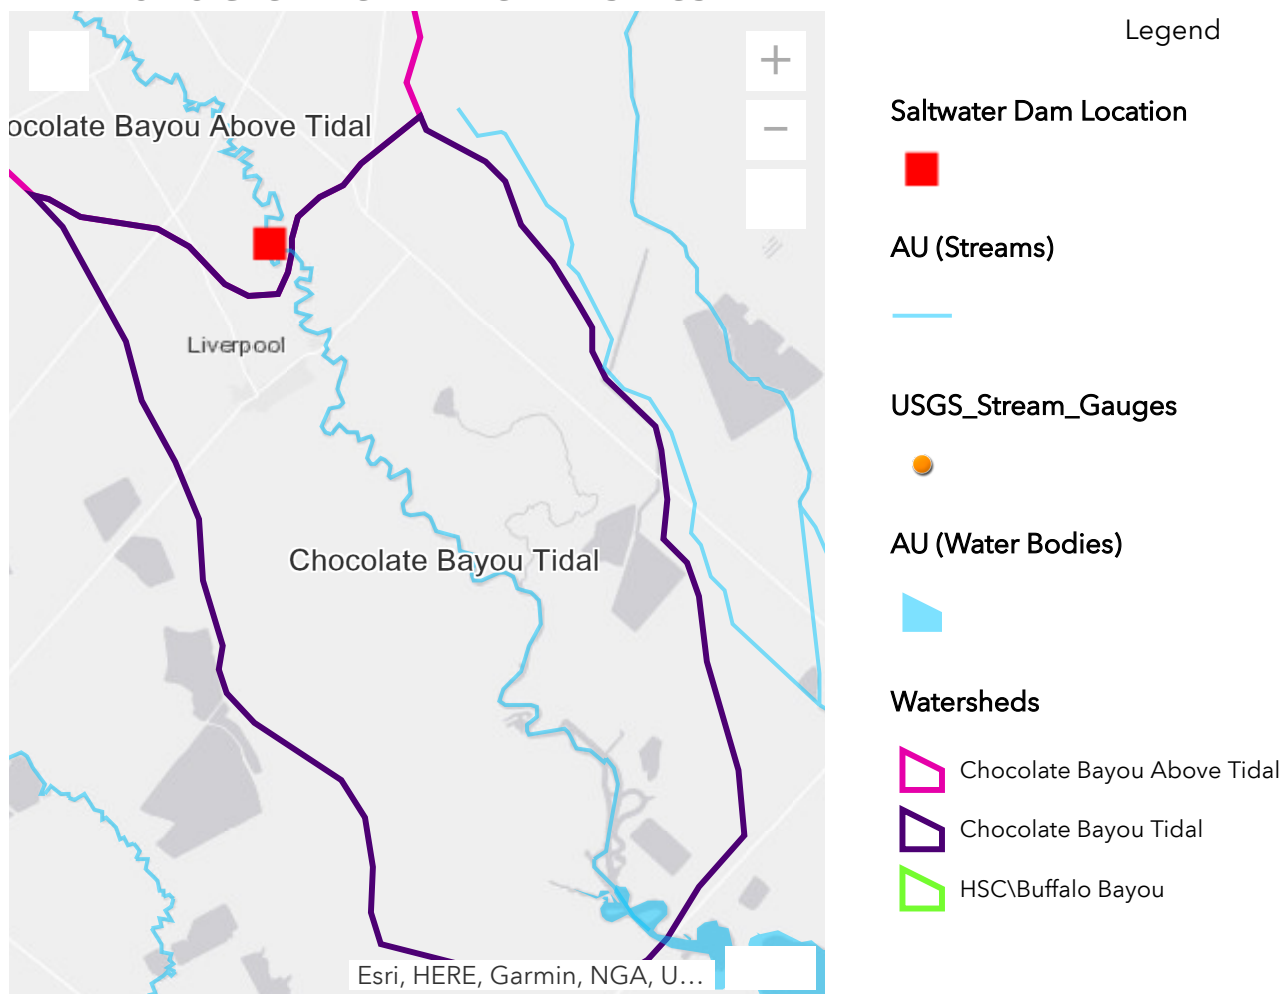 ocolate Bayou Above Tidal
Liverpool
Chocolate Bayou Tidal
+
−
Esri, HERE, Garmin, NGA, U...
Legend
Saltwater Dam Location
AU (Streams)
USGS_Stream_Gauges
AU (Water Bodies)
Watersheds
Chocolate Bayou Above Tidal
Chocolate Bayou Tidal
HSC\Buffalo Bayou